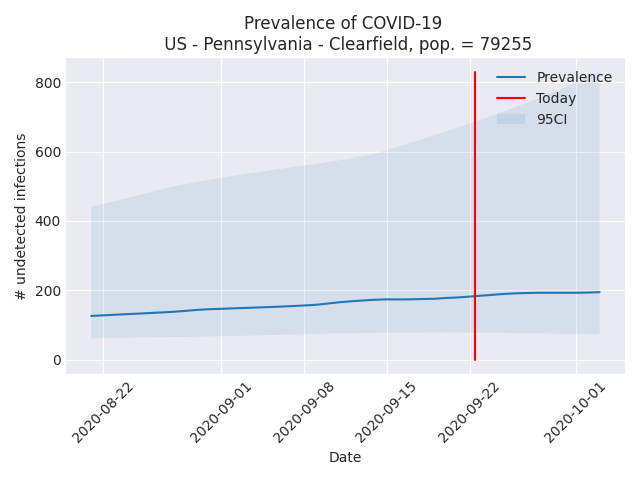 Prevalence of COVID-19
US - Pennsylvania - Clearfield, pop. = 79255
Prevalence
Today
95CI
800
600
400
200
0
# undetected infections
2020-08-22
2020-09-01
2020-09-08
2020-09-15
2020-09-22
2020-10-01
Date